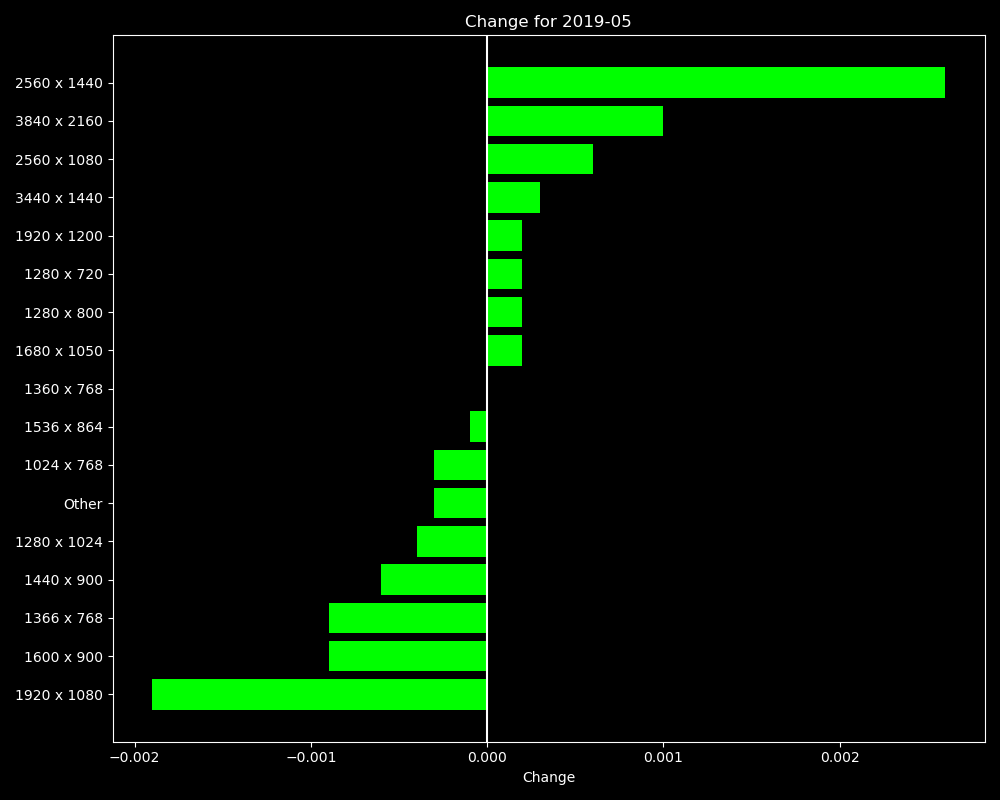 Change for 2019-05
2560 x 1440
3840 x 2160
2560 x 1080
3440 x 1440
1920 x 1200
1280 x 720
1280 x 800
1680 x 1050
1360 x 768
1536 x 864
1024 x 768
Other
1280 x 1024
1440 x 900
1366 x 768
1600 x 900
1920 x 1080
−0.002 −0.001 0.000 0.001 0.002
Change